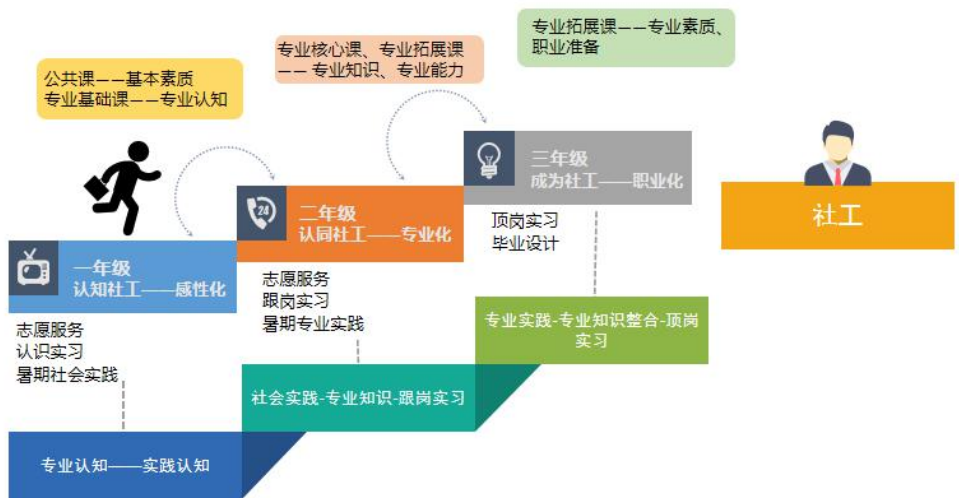 公共课——基本素质
专业基础课——专业认知
专业核心课、专业拓展课
—— 专业知识、专业能力
专业拓展课——专业素质、
职业准备
一年级
认知社工——感性化
志愿服务
认识实习
暑期社会实践
24
二年级
认同社工——专业化
志愿服务
跟岗实习
暑期专业实践
三年级
成为社工——职业化
顶岗实习
毕业设计
社工
专业认知——实践认知
社会实践-专业知识-跟岗实习
专业实践-专业知识整合-顶岗
实习